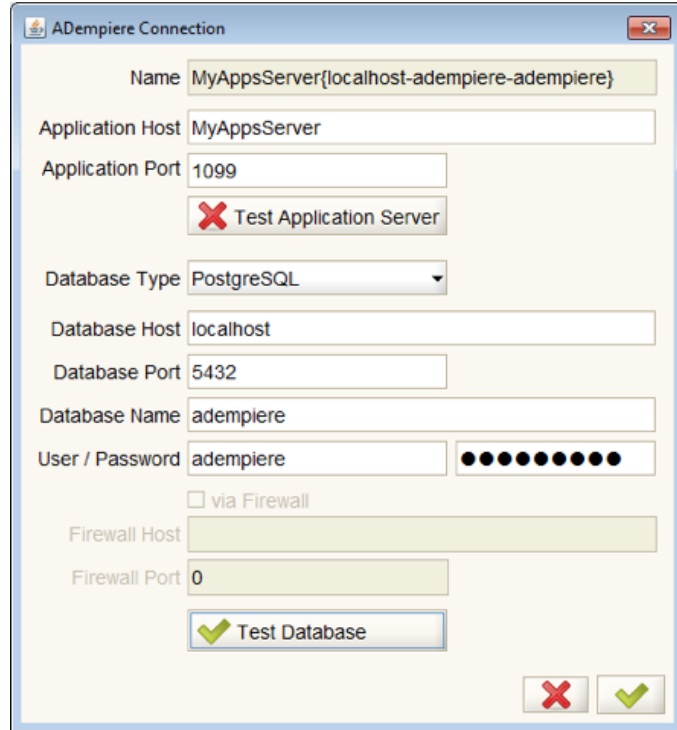 ADempiere Connection
Name MyAppsServer{localhost-adempiere-adempiere}
Application Host MyAppsServer
Application Port 1099
Test Application Server
Database Type PostgreSQL
Database Host localhost
Database Port 5432
Database Name adempiere
User / Password adempiere ●●●●●●●●●
via Firewall
Firewall Host
Firewall Port 0
Test Database